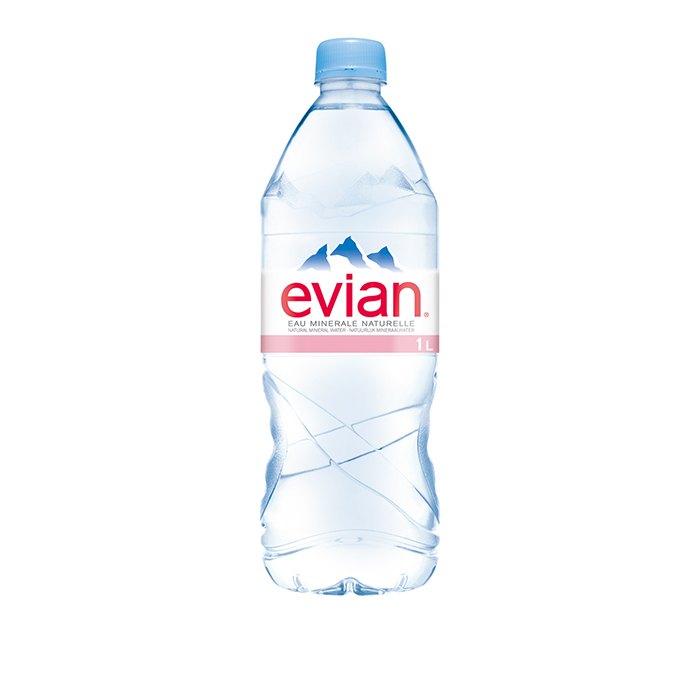 evian®
EAU MINERALE NATURELLE
NATURAL MINERAL WATER - NATUURLIJK MINERAALWATER
1 L